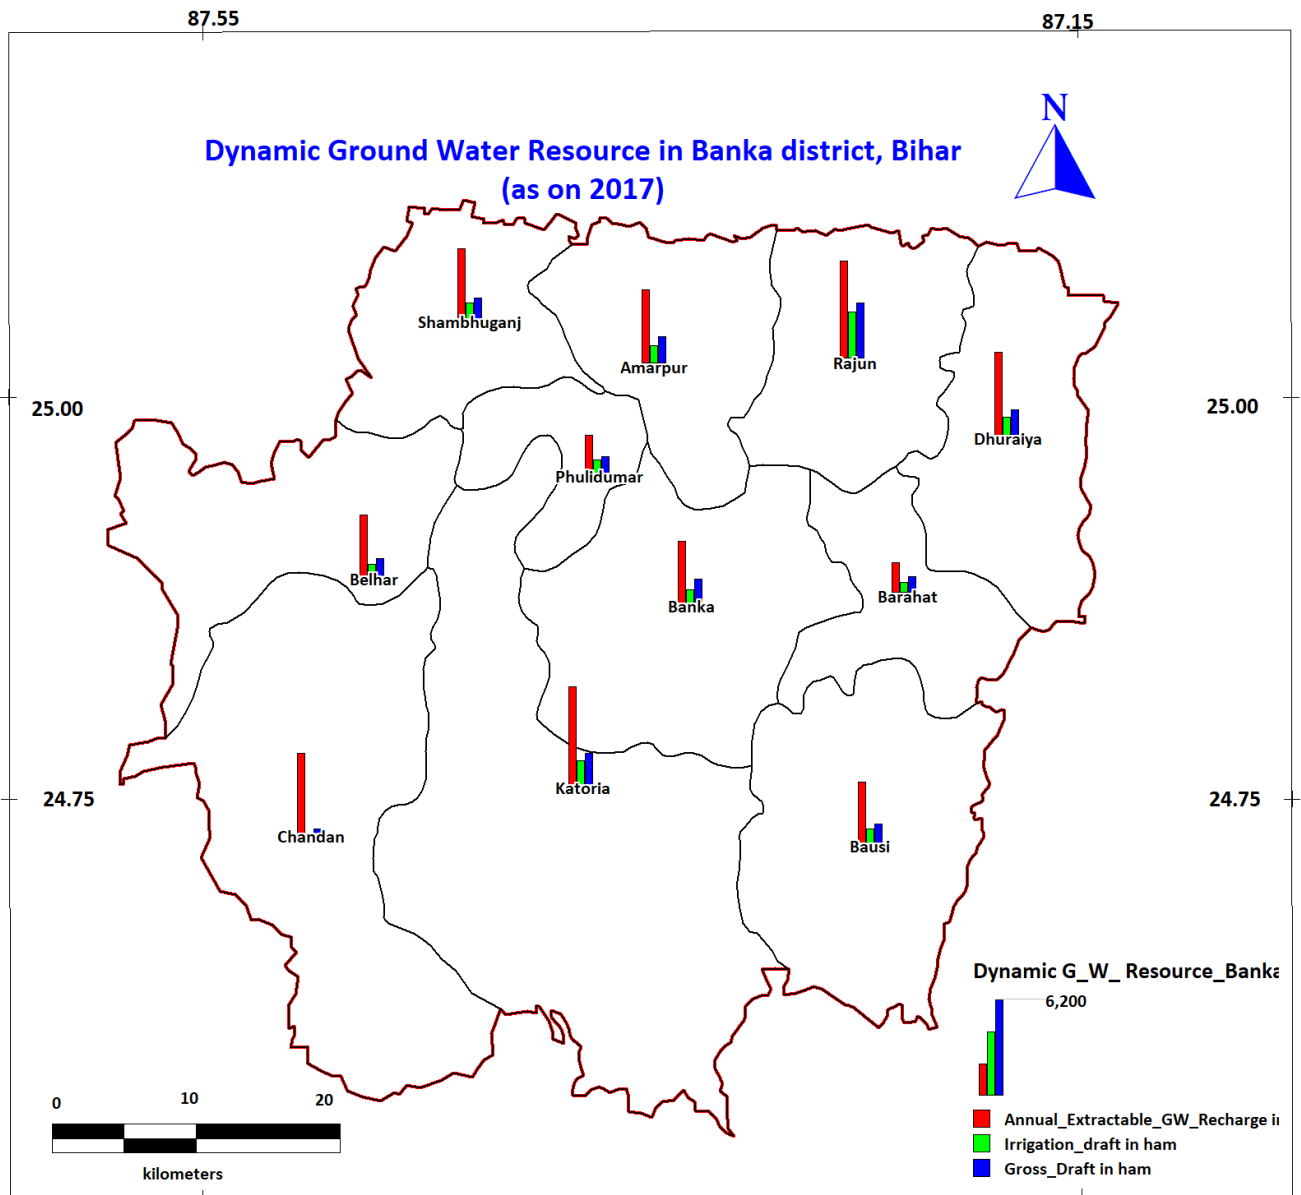 87.55
87.15
N
Dynamic Ground Water Resource in Banka district, Bihar
(as on 2017)
Shambhuganj
Amarpur
Rajun
25.00
25.00
Dhuraiya
Phulidumar
Belhar
Banka
Barahat
Katoria
24.75
24.75
Chandan
Bausi
Dynamic G_W_ Resource_Banka
6,200
0 10 20
kilometers
Annual_Extractable_GW_Recharge in
Irrigation_draft in ham
Gross_Draft in ham